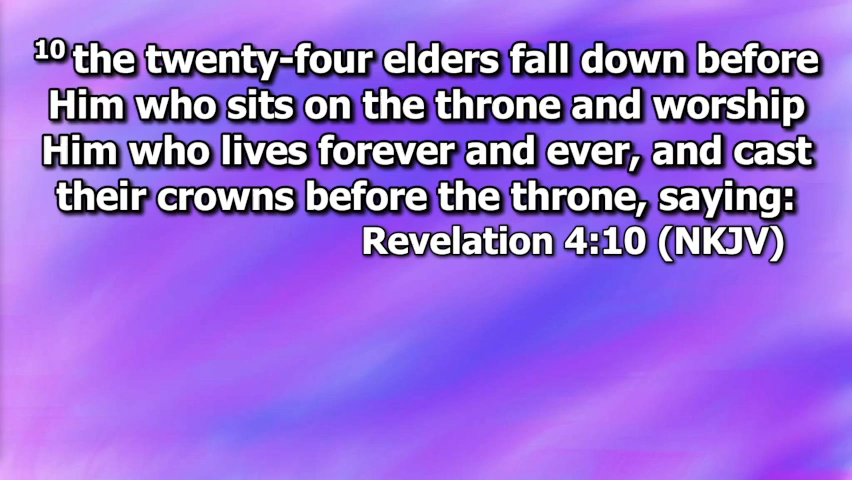 10 the twenty-four elders fall down before
Him who sits on the throne and worship
Him who lives forever and ever, and cast
their crowns before the throne, saying:
Revelation 4:10 (NKJV)